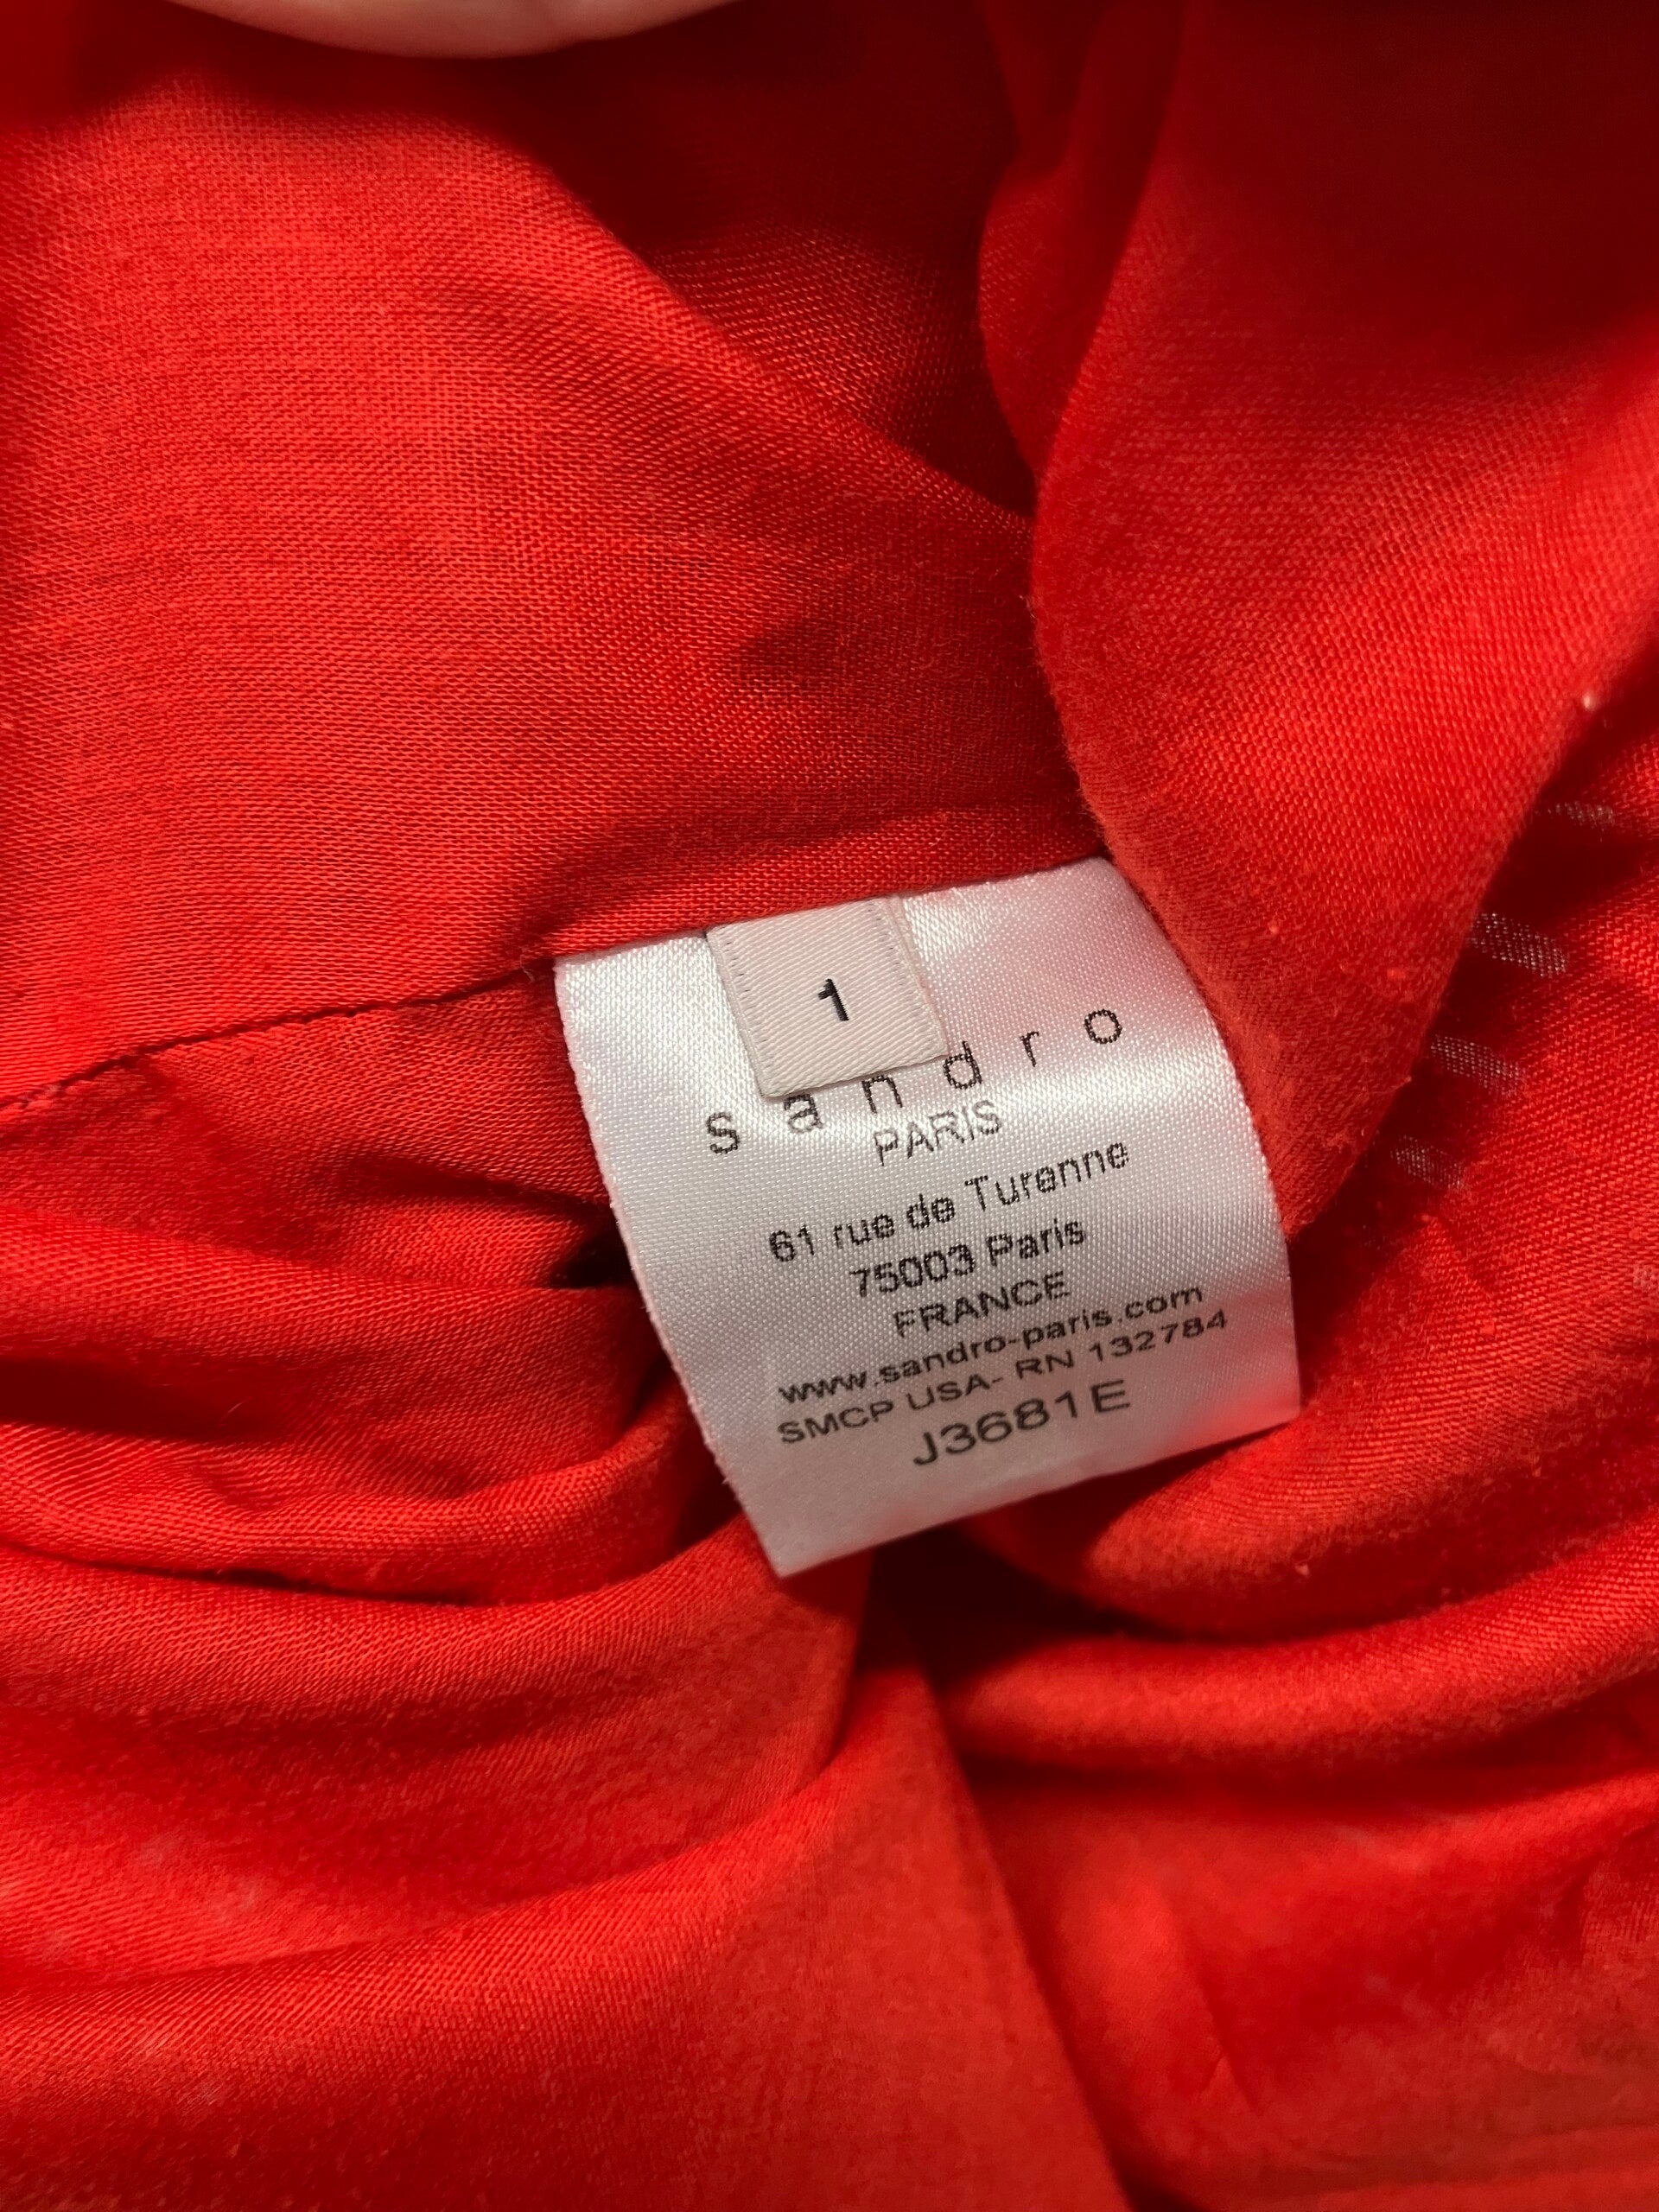 1
sandro
PARIS
61 rue de Turenne
75003 Paris
FRANCE
www.sandro-paris.com
SMCP USA- RN 132784
J3681E